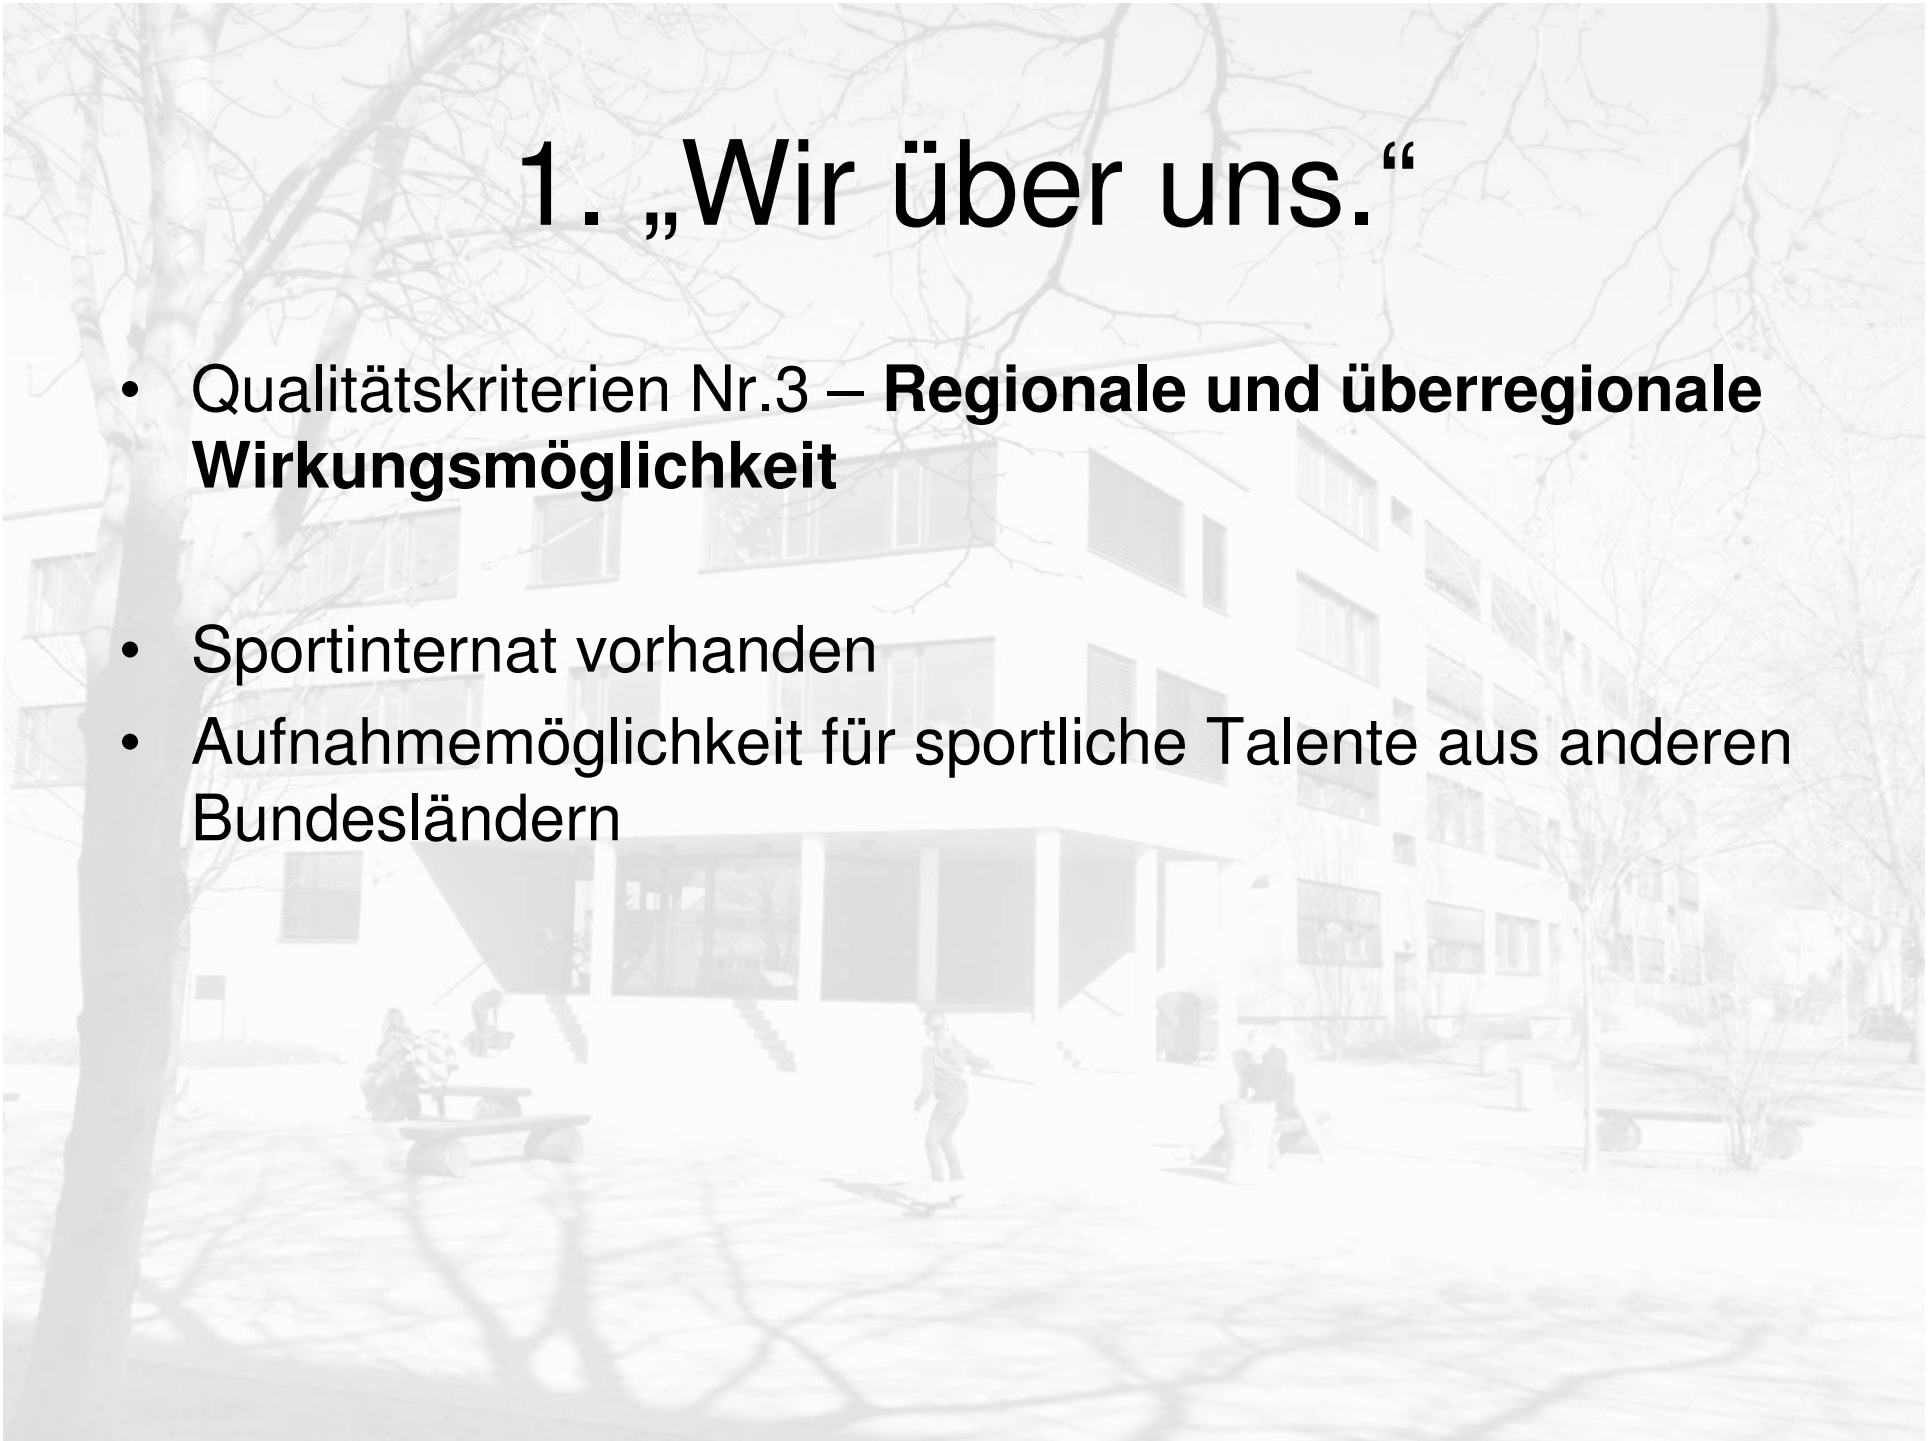 1. „Wir über uns.“
• Qualitätskriterien Nr.3 – Regionale und überregionale
Wirkungsmöglichkeit
• Sportinternat vorhanden
• Aufnahmemöglichkeit für sportliche Talente aus anderen
Bundesländern